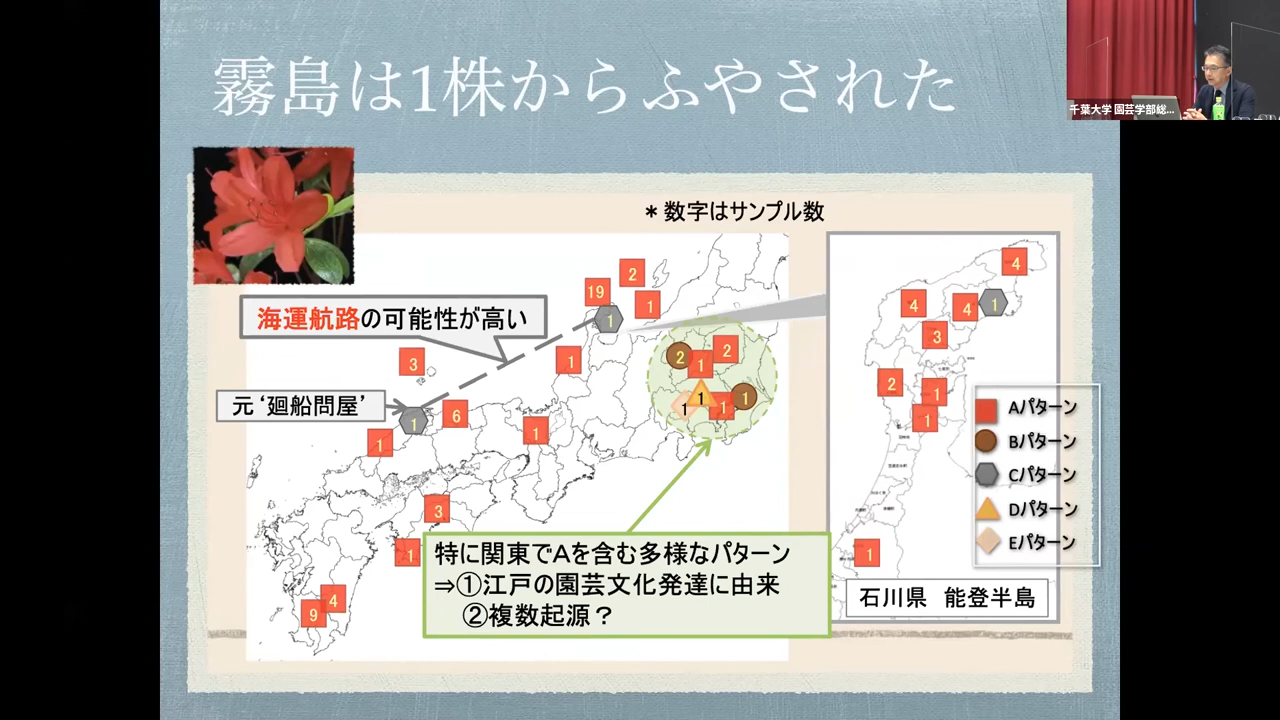 霧島は1株からふやされた
千葉大学 園芸学部総...
＊数字はサンプル数
海運航路の可能性が高い
元‘廻船問屋’
19
2
1
1
3
1
6
1
1
3
1
4
9
2
1
2
1
1
1
1
特に関東でAを含む多様なパターン
⇒①江戸の園芸文化発達に由来
②複数起源？
4
4
4
1
3
2
1
1
1
Aパターン
Bパターン
Cパターン
Dパターン
Eパターン
石川県 能登半島